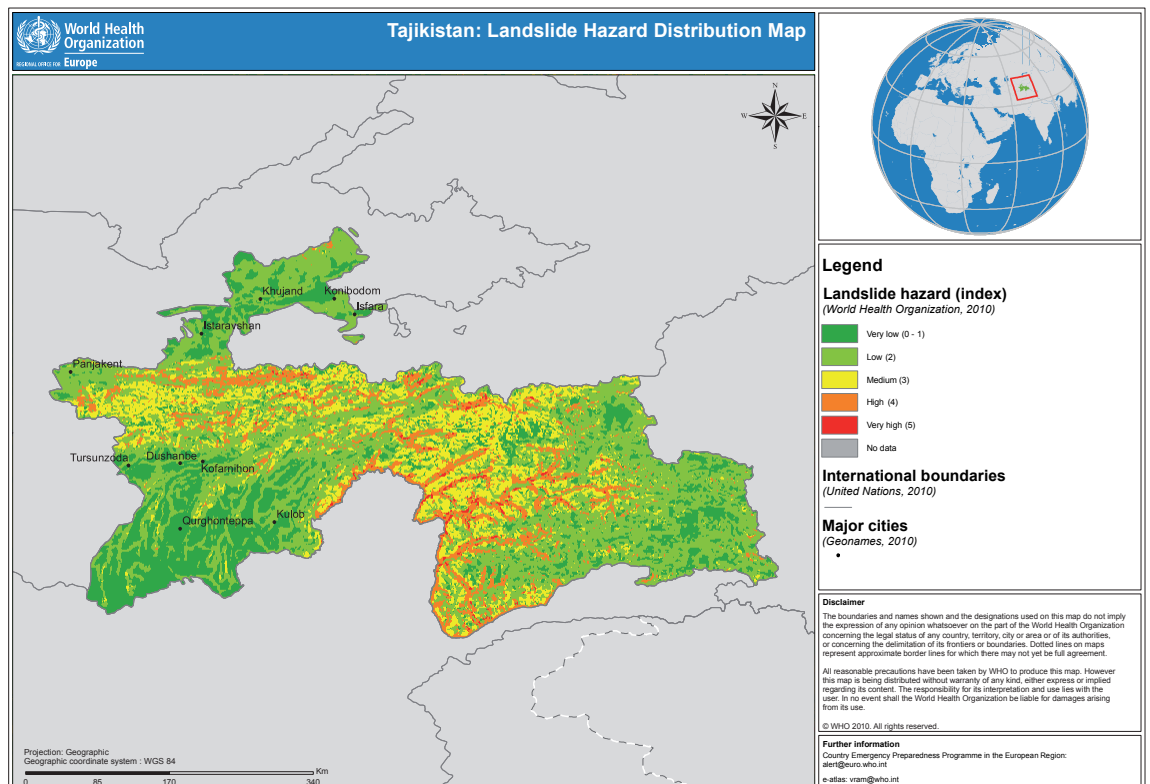 World Health
Organization
REGIONAL OFFICE FOR Europe
Tajikistan: Landslide Hazard Distribution Map
N
W E
S
Khujand
Konibodom
Isfara
Istaravshan
Panjakent
Tursunzoda
Dushanbe
Kofarnihon
Qurghonteppa
Kulob
Projection: Geographic
Geographic coordinate system : WGS 84
Km
0 85 170 340
Legend
Landslide hazard (index)
(World Health Organization, 2010)
Very low (0 - 1)
Low (2)
Medium (3)
High (4)
Very high (5)
No data
International boundaries
(United Nations, 2010)
Major cities
(Geonames, 2010)
Disclaimer
The boundaries and names shown and the designations used on this map do not imply
the expression of any opinion whatsoever on the part of the World Health Organization
concerning the legal status of any country, territory, city or area or of its authorities,
or concerning the delimitation of its frontiers or boundaries. Dotted lines on maps
represent approximate border lines for which there may not yet be full agreement.
All reasonable precautions have been taken by WHO to produce this map. However
this map is being distributed without warranty of any kind, either express or implied
regarding its content. The responsibility for its interpretation and use lies with the
user. In no event shall the World Health Organization be liable for damages arising
from its use.
© WHO 2010. All rights reserved.
Further information
Country Emergency Preparedness Programme in the European Region:
alert@euro.who.int
e-atlas: vram@who.int